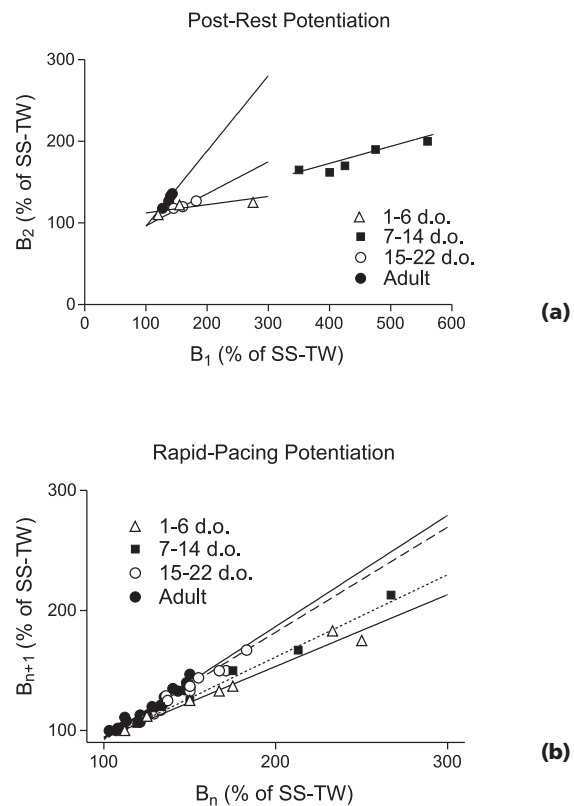 Post-Rest Potentiation
300
200
100
0
B2 (% of SS-TW)
1-6 d.o.
7-14 d.o.
15-22 d.o.
Adult
0 100 200 300 400 500 600
B1 (% of SS-TW)
(a)
Rapid-Pacing Potentiation
300
200
100
Bn+1 (% of SS-TW)
1-6 d.o.
7-14 d.o.
15-22 d.o.
Adult
100 200 300
Bn (% of SS-TW)
(b)